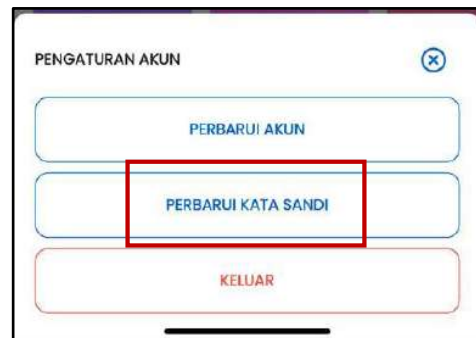 PENGATURAN AKUN
PERBARUI AKUN
PERBARUI KATA SANDI
KELUAR